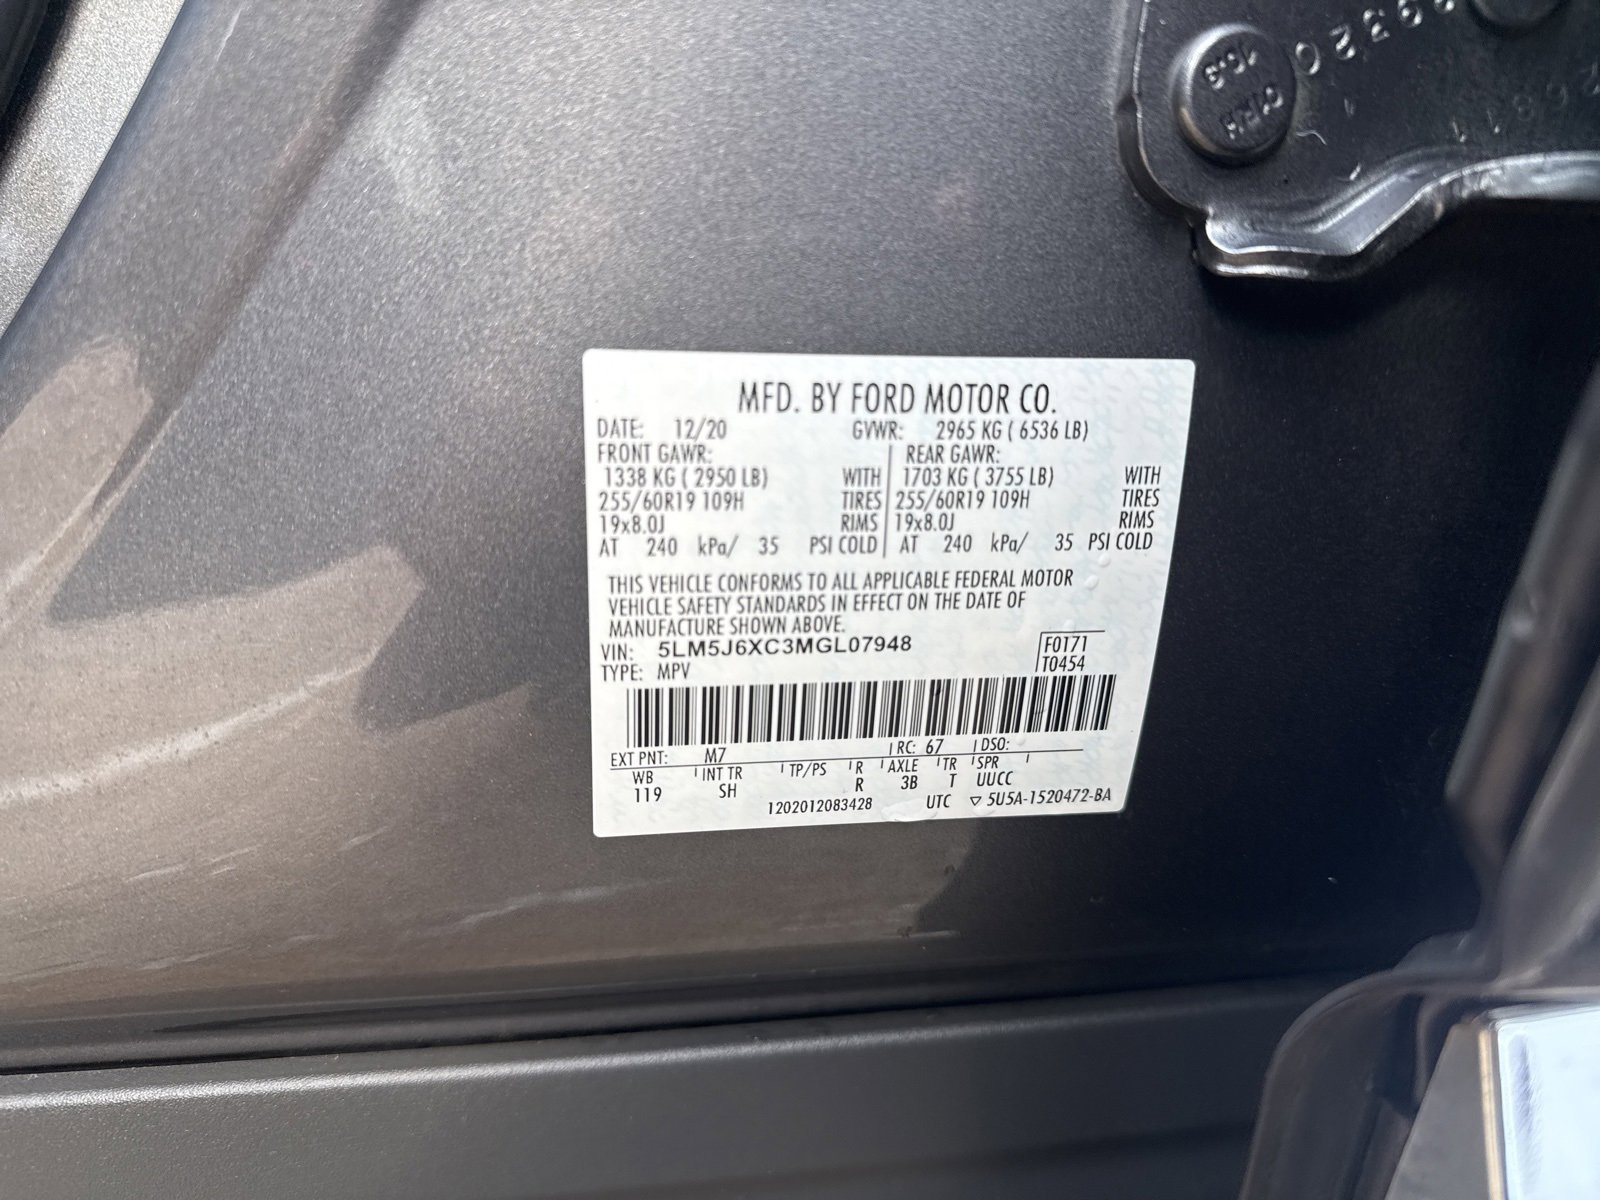 MFD. BY FORD MOTOR CO.
DATE: 12/20 GVWR: 2965 KG ( 6536 LB)
FRONT GAWR: REAR GAWR:
1338 KG ( 2950 LB) WITH 1703 KG ( 3755 LB) WITH
255/60R19 109H TIRES 255/60R19 109H TIRES
19x8.0J RIMS 19x8.0J RIMS
AT 240 kPa/ 35 PSI COLD AT 240 kPa/ 35 PSI COLD
THIS VEHICLE CONFORMS TO ALL APPLICABLE FEDERAL MOTOR
VEHICLE SAFETY STANDARDS IN EFFECT ON THE DATE OF
MANUFACTURE SHOWN ABOVE.
VIN: 5LM5J6XC3MGL07948 F0171
TYPE: MPV T0454
EXT PNT: M7 RC: 67 DSO:
WB INT TR TP/PS R AXLE TR SPR
119 SH R 3B T UUCC
1202012083428 UTC ▽ 5U5A-1520472-BA